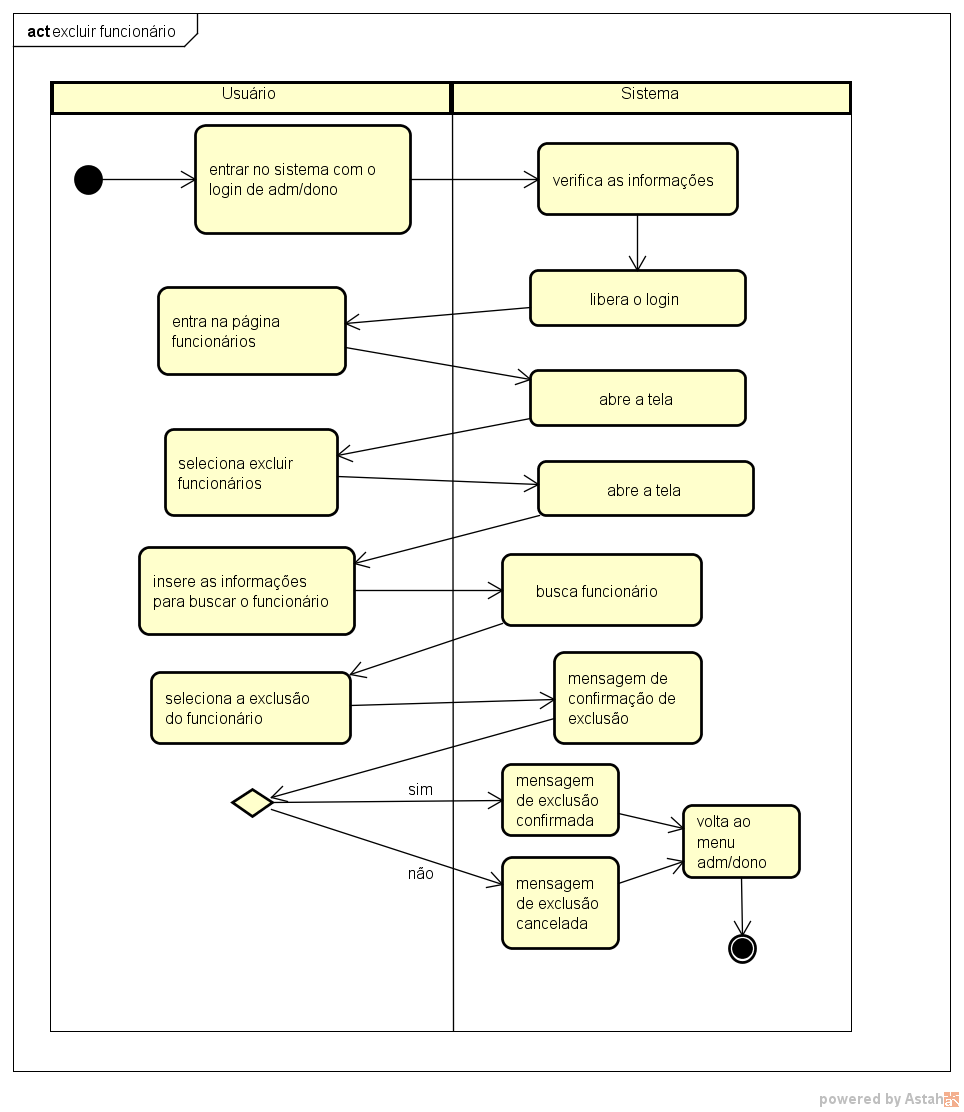 act excluir funcionário
Usuário
Sistema
entrar no sistema com o
login de adm/dono
verifica as informações
libera o login
entra na página
funcionários
abre a tela
seleciona excluir
funcionários
abre a tela
insere as informações
para buscar o funcionário
busca funcionário
seleciona a exclusão
do funcionário
mensagem de
confirmação de
exclusão
sim
mensagem
de exclusão
confirmada
volta ao
menu
adm/dono
não
mensagem
de exclusão
cancelada
powered by Astah